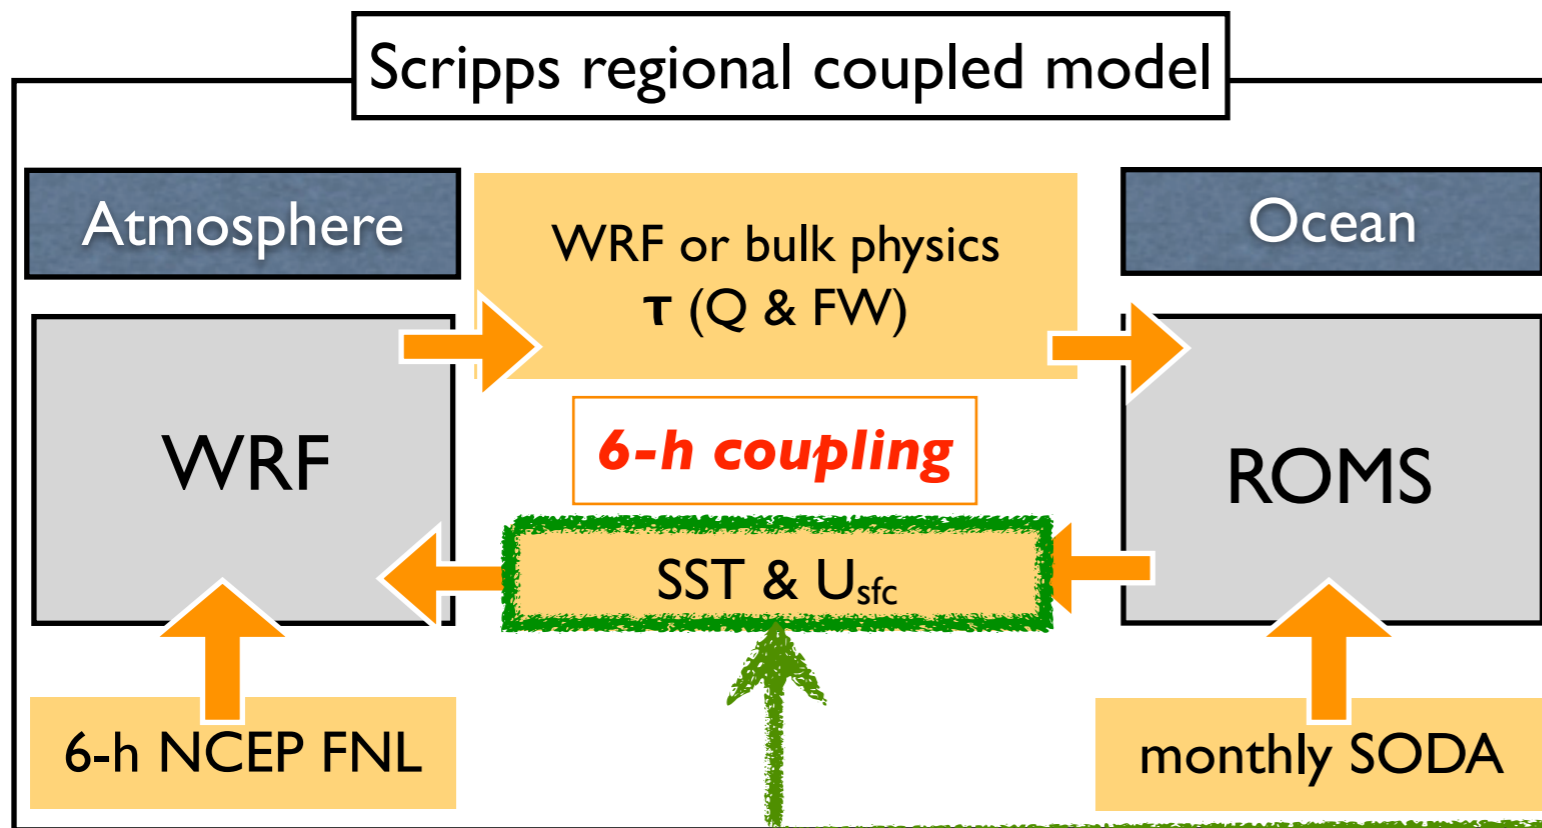 Scripps regional coupled model
Atmosphere
WRF or bulk physics
τ (Q & FW)
Ocean
WRF
6-h coupling
ROMS
SST & Usfc
6-h NCEP FNL
monthly SODA